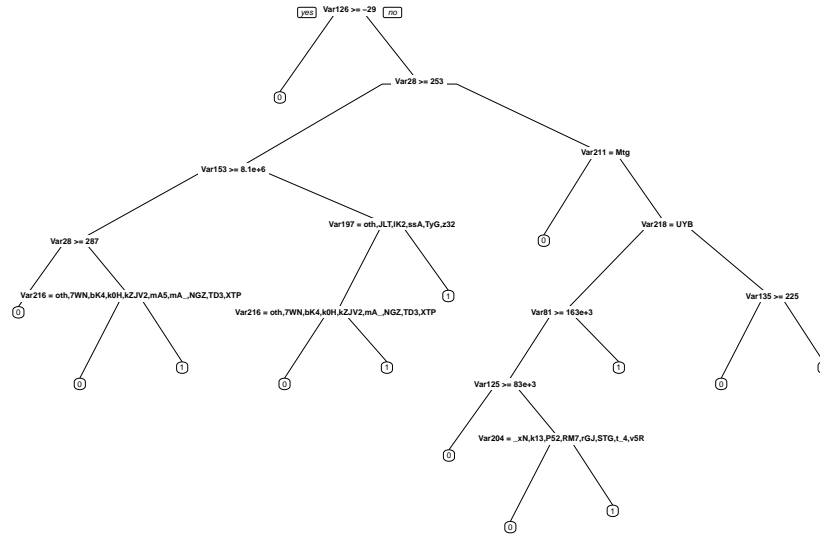 yes Var126 >= −29 no
Var28 >= 253
0
Var211 = Mtg
Var153 >= 8.1e+6
Var197 = oth,JLT,lK2,ssA,TyG,z32
Var218 = UYB
0
Var28 >= 287
1
Var216 = oth,7WN,bK4,k0H,kZJV2,mA5,mA_,NGZ,TD3,XTP
Var135 >= 225
0
Var216 = oth,7WN,bK4,k0H,kZJV2,mA_,NGZ,TD3,XTP
Var81 >= 163e+3
1
1
1
0
0
Var125 >= 83e+3
0
Var204 = _xN,k13,P52,RM7,rGJ,STG,t_4,v5R
0
1
0